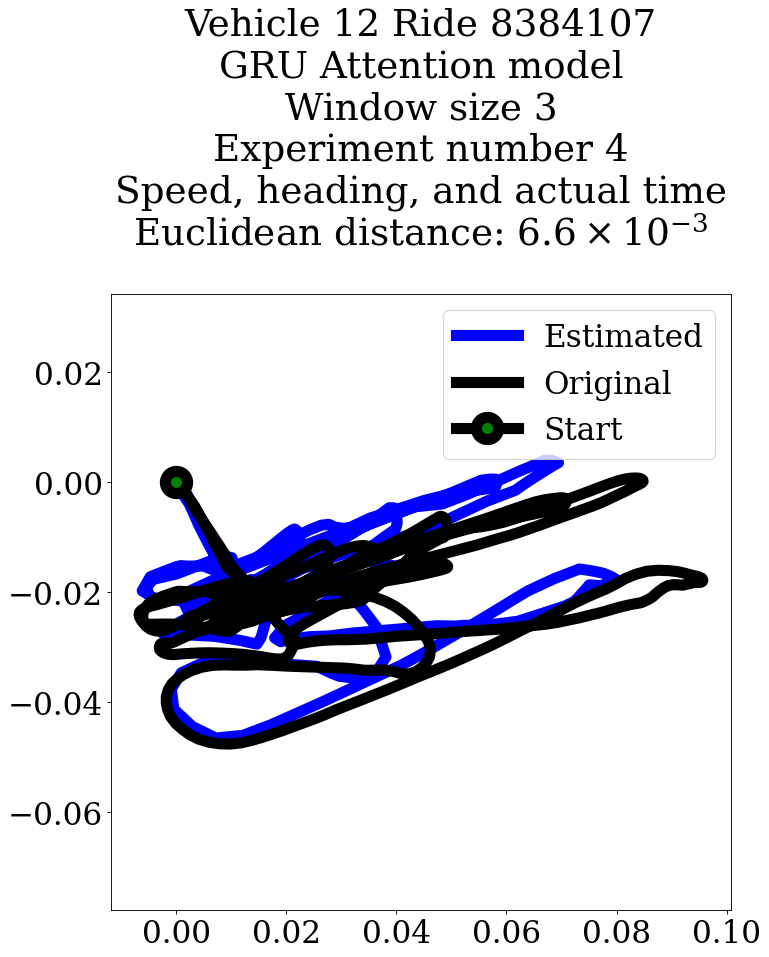 Vehicle 12 Ride 8384107
GRU Attention model
Window size 3
Experiment number 4
Speed, heading, and actual time
Euclidean distance: 6.6 × 10⁻³
Estimated
Original
Start
0.02
0.00
−0.02
−0.04
−0.06
0.00 0.02 0.04 0.06 0.08 0.10